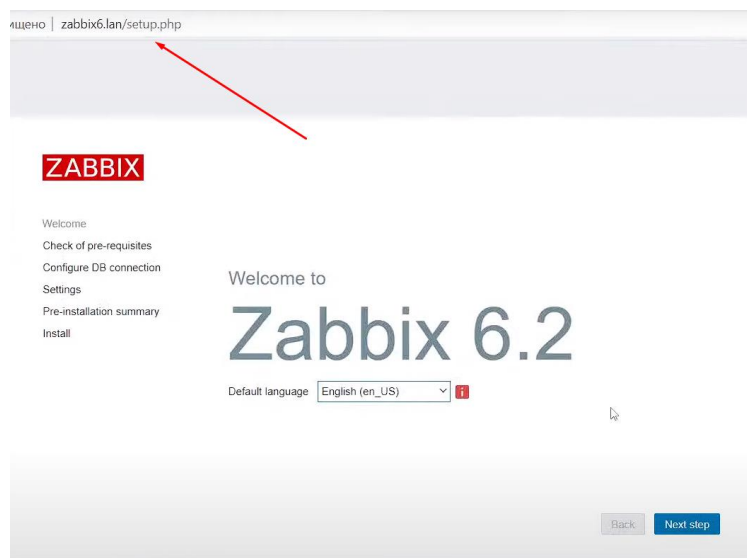 ищено | zabbix6.lan/setup.php
ZABBIX
Welcome
Check of pre-requisites
Configure DB connection
Settings
Pre-installation summary
Install
Welcome to
Zabbix 6.2
Default language English (en_US) i
Back Next step